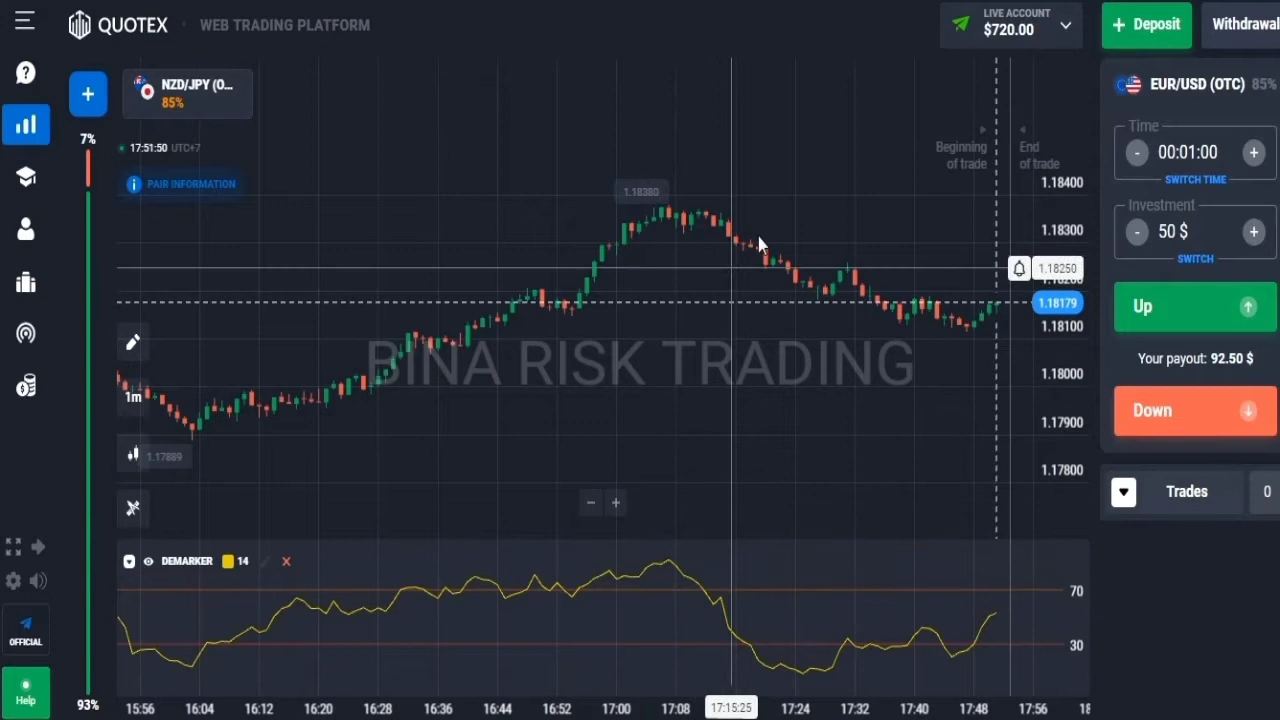 QUOTEX
WEB TRADING PLATFORM
LIVE ACCOUNT
$720.00
+ Deposit
Withdrawal
+
NZD/JPY (O...
85%
EUR/USD (OTC) 85%
7%
17:51:50 UTC+7
PAIR INFORMATION
Beginning
of trade
End
of trade
Time
- 00:01:00 +
SWITCH TIME
Investment
- 50 $ +
SWITCH
Up
Your payout: 92.50 $
Down
Trades
0
1.18400
1.18380
1.18300
1.18250
1.18179
1.18100
1.18000
1.17900
1.17800
BINA RISK TRADING
1m
1.17889
- +
DEMARKER 14
70
30
OFFICIAL
Help
93%
15:56 16:04 16:12 16:20 16:28 16:36 16:44 16:52 17:00 17:08 17:15:25 17:24 17:32 17:40 17:48 17:56